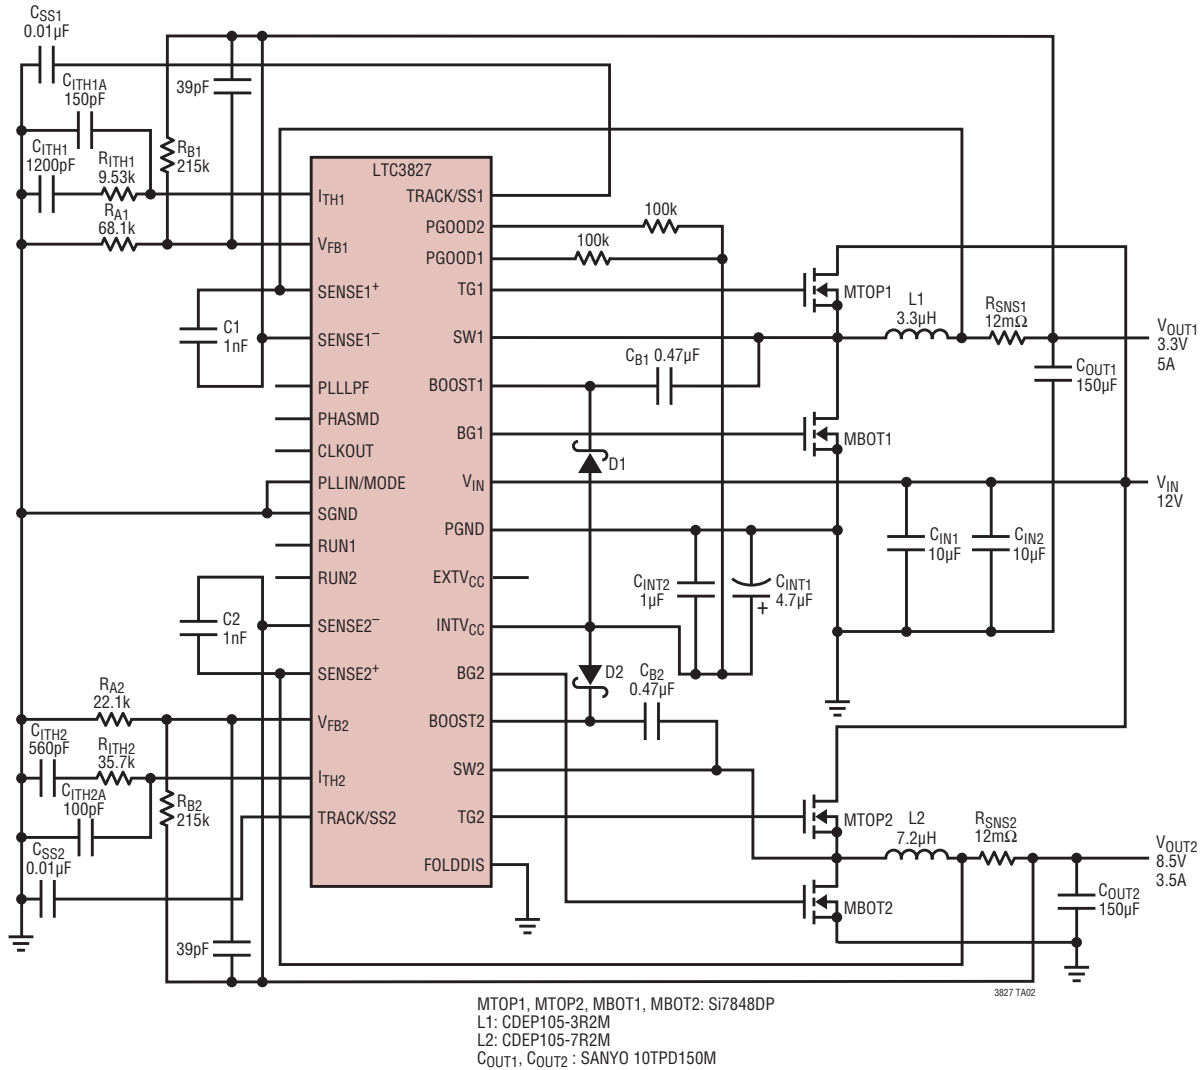 CSS1
0.01µF
CITH1A
150pF
39pF
CITH1
1200pF
RITH1
9.53k
RB1
215k
RA1
68.1k
LTC3827
ITH1
TRACK/SS1
PGOOD2
100k
VFB1
PGOOD1
100k
SENSE1+
TG1
MTOP1
L1
3.3µH
RSNS1
12mΩ
VOUT1
3.3V
5A
C1
1nF
SENSE1–
SW1
CB1 0.47µF
COUT1
150µF
PLLLPF
BOOST1
PHASMD
BG1
MBOT1
CLKOUT
D1
PLLIN/MODE
VIN
VIN
12V
SGND
PGND
CIN1
10µF
CIN2
10µF
RUN1
RUN2
EXTVCC
CINT2
1µF
CINT1
4.7µF
+
C2
1nF
SENSE2–
INTVCC
SENSE2+
BG2
D2
CB2
0.47µF
RA2
22.1k
VFB2
BOOST2
CITH2
560pF
RITH2
35.7k
ITH2
SW2
CITH2A
100pF
RB2
215k
TRACK/SS2
TG2
MTOP2
L2
7.2µH
RSNS2
12mΩ
VOUT2
8.5V
3.5A
CSS2
0.01µF
FOLDDIS
MBOT2
COUT2
150µF
39pF
3827 TA02
MTOP1, MTOP2, MBOT1, MBOT2: Si7848DP
L1: CDEP105-3R2M
L2: CDEP105-7R2M
COUT1, COUT2 : SANYO 10TPD150M